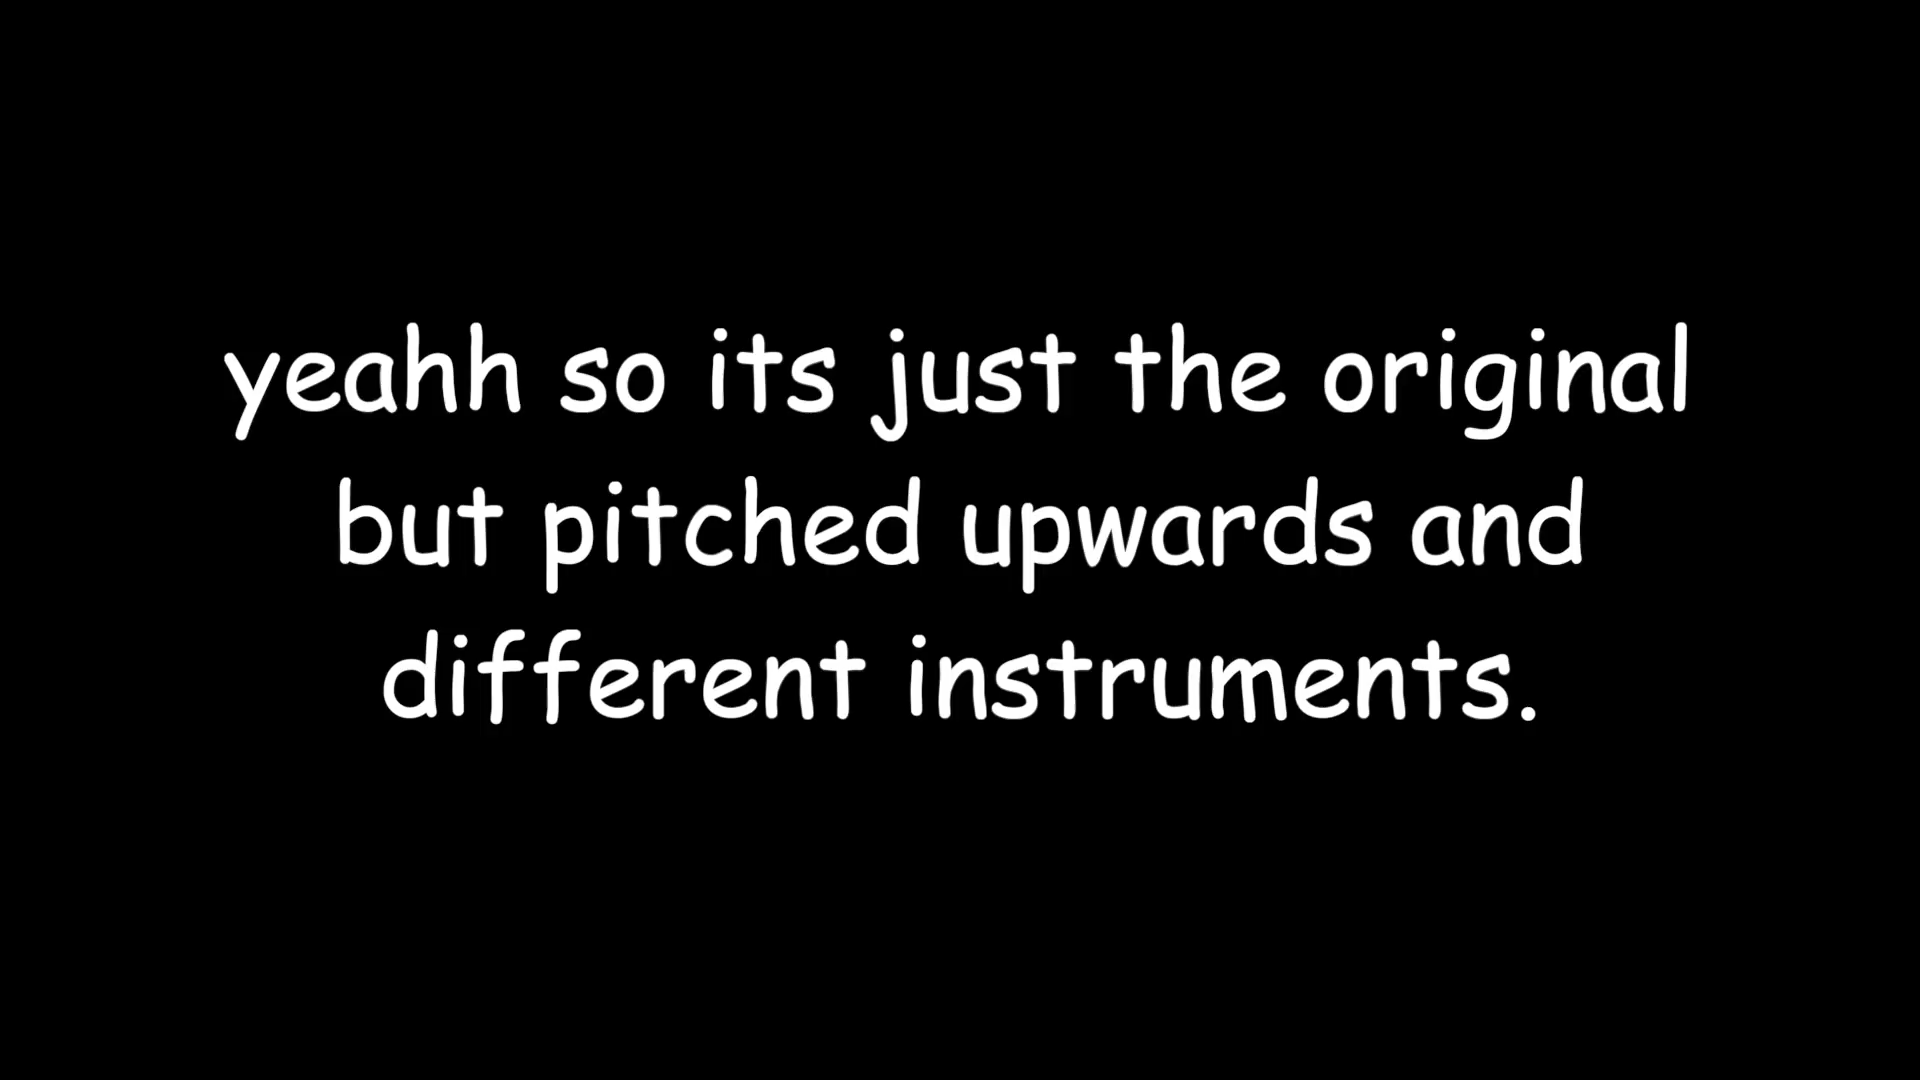 yeahh so its just the original
but pitched upwards and
different instruments.